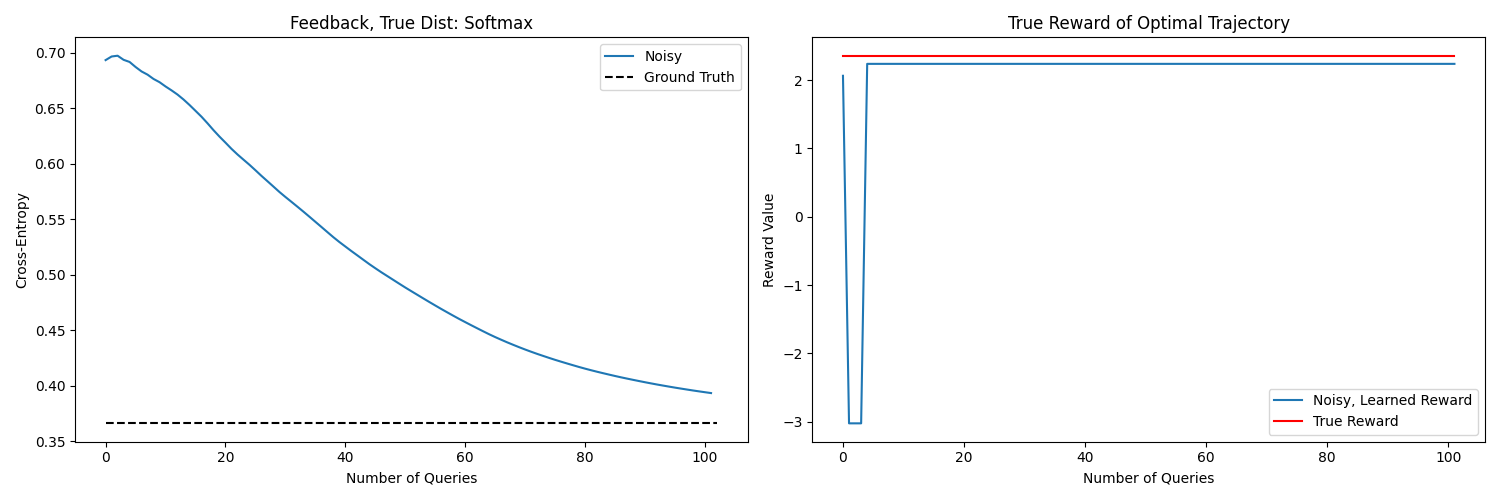 Feedback, True Dist: Softmax
0.70
0.65
0.60
0.55
0.50
0.45
0.40
0.35
Cross-Entropy
Noisy
Ground Truth
0 20 40 60 80 100
Number of Queries
True Reward of Optimal Trajectory
2
1
0
−1
−2
−3
Reward Value
Noisy, Learned Reward
True Reward
0 20 40 60 80 100
Number of Queries